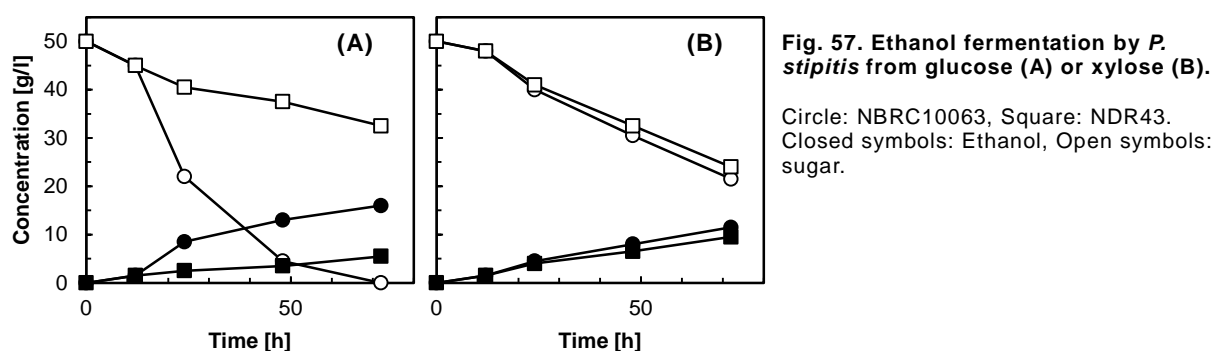 Concentration [g/l]
50
40
30
20
10
0
(A)
0
50
Time [h]
(B)
0
50
Time [h]
Fig. 57. Ethanol fermentation by P.
stipitis from glucose (A) or xylose (B).
Circle: NBRC10063, Square: NDR43.
Closed symbols: Ethanol, Open symbols:
sugar.